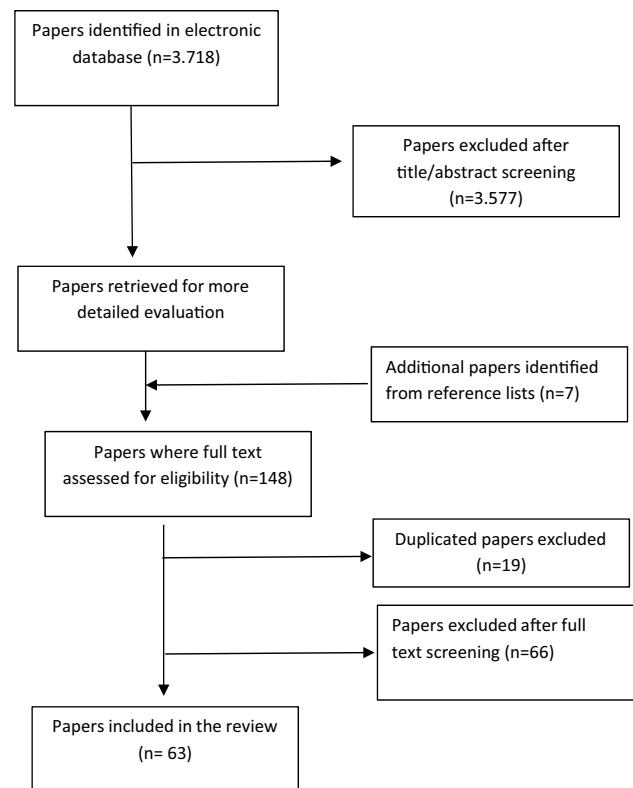 Papers identified in electronic
database (n=3.718)
Papers excluded after
title/abstract screening
(n=3.577)
Papers retrieved for more
detailed evaluation
Additional papers identified
from reference lists (n=7)
Papers where full text
assessed for eligibility (n=148)
Duplicated papers excluded
(n=19)
Papers excluded after full
text screening (n=66)
Papers included in the review
(n= 63)